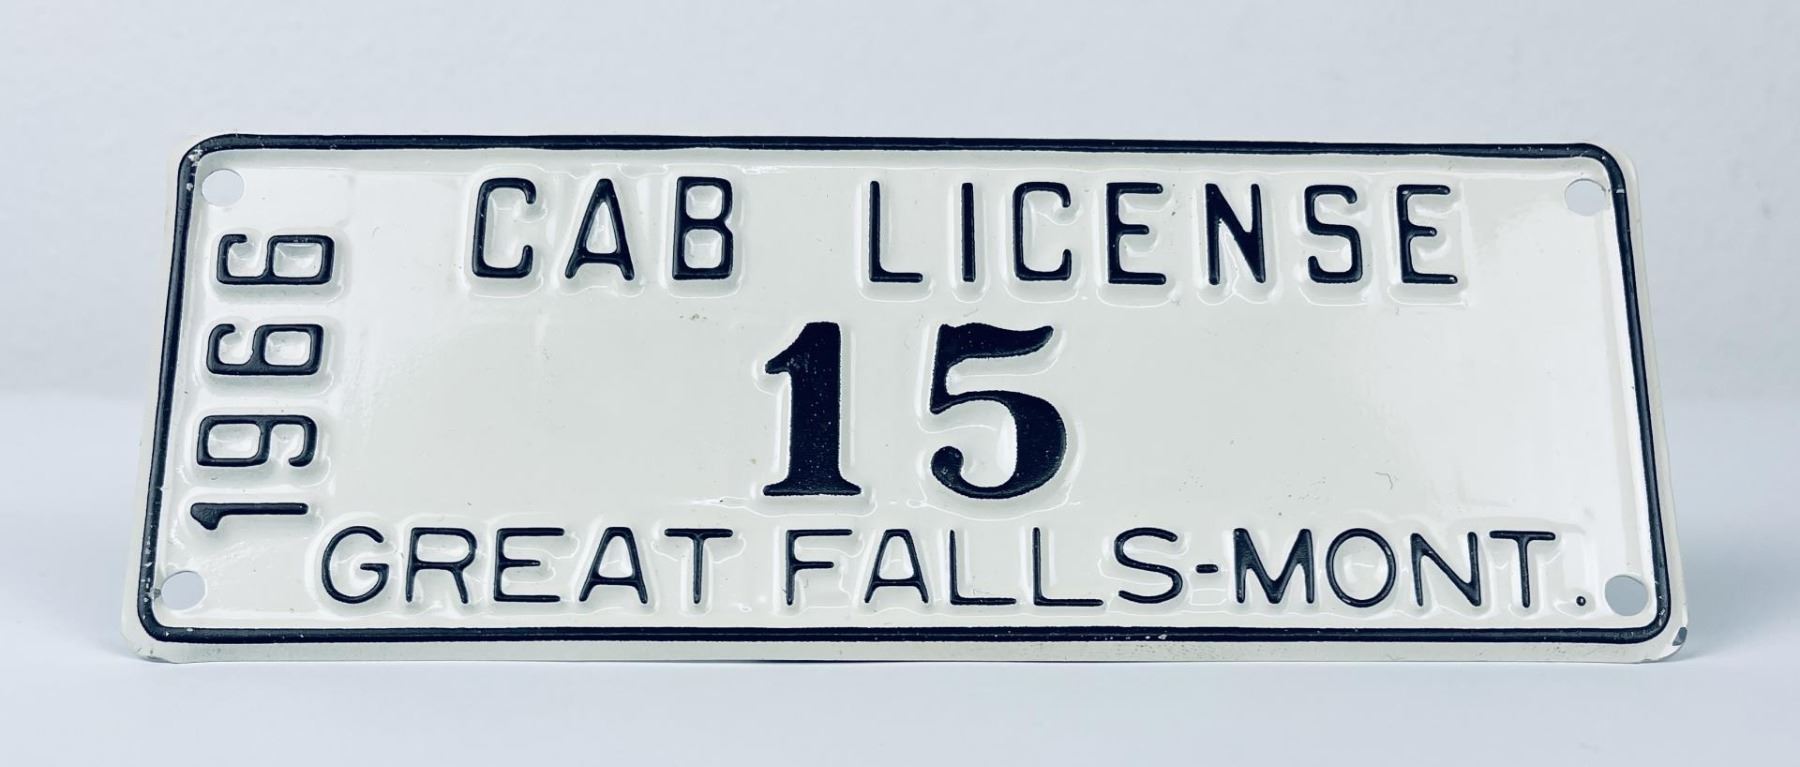 CAB LICENSE
1966
15
GREAT FALLS-MONT.